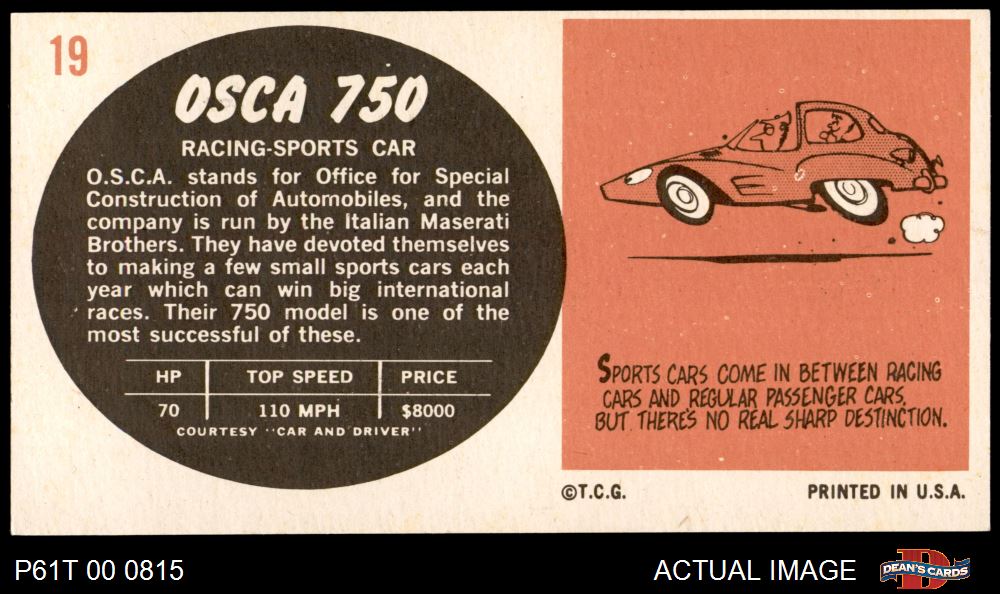 19
OSCA 750
RACING-SPORTS CAR
O.S.C.A. stands for Office for Special
Construction of Automobiles, and the
company is run by the Italian Maserati
Brothers. They have devoted themselves
to making a few small sports cars each
year which can win big international
races. Their 750 model is one of the
most successful of these.
HP TOP SPEED PRICE
70 110 MPH $8000
COURTESY "CAR AND DRIVER"
SPORTS CARS COME IN BETWEEN RACING
CARS AND REGULAR PASSENGER CARS,
BUT THERE'S NO REAL SHARP DESTINCTION.
©T.C.G. PRINTED IN U.S.A.
P61T 00 0815 ACTUAL IMAGE D DEAN'S CARDS